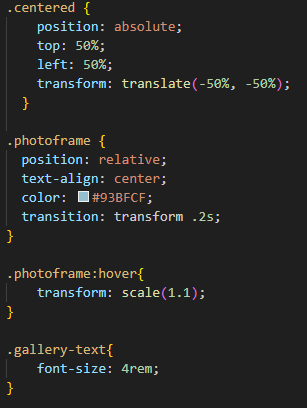 .centered {
    position: absolute;
    top: 50%;
    left: 50%;
    transform: translate(-50%, -50%);
  }

.photoframe {
  position: relative;
  text-align: center;
  color: #93BFCF;
  transition: transform .2s;
}

.photoframe:hover{
    transform: scale(1.1);
}

.gallery-text{
    font-size: 4rem;
}